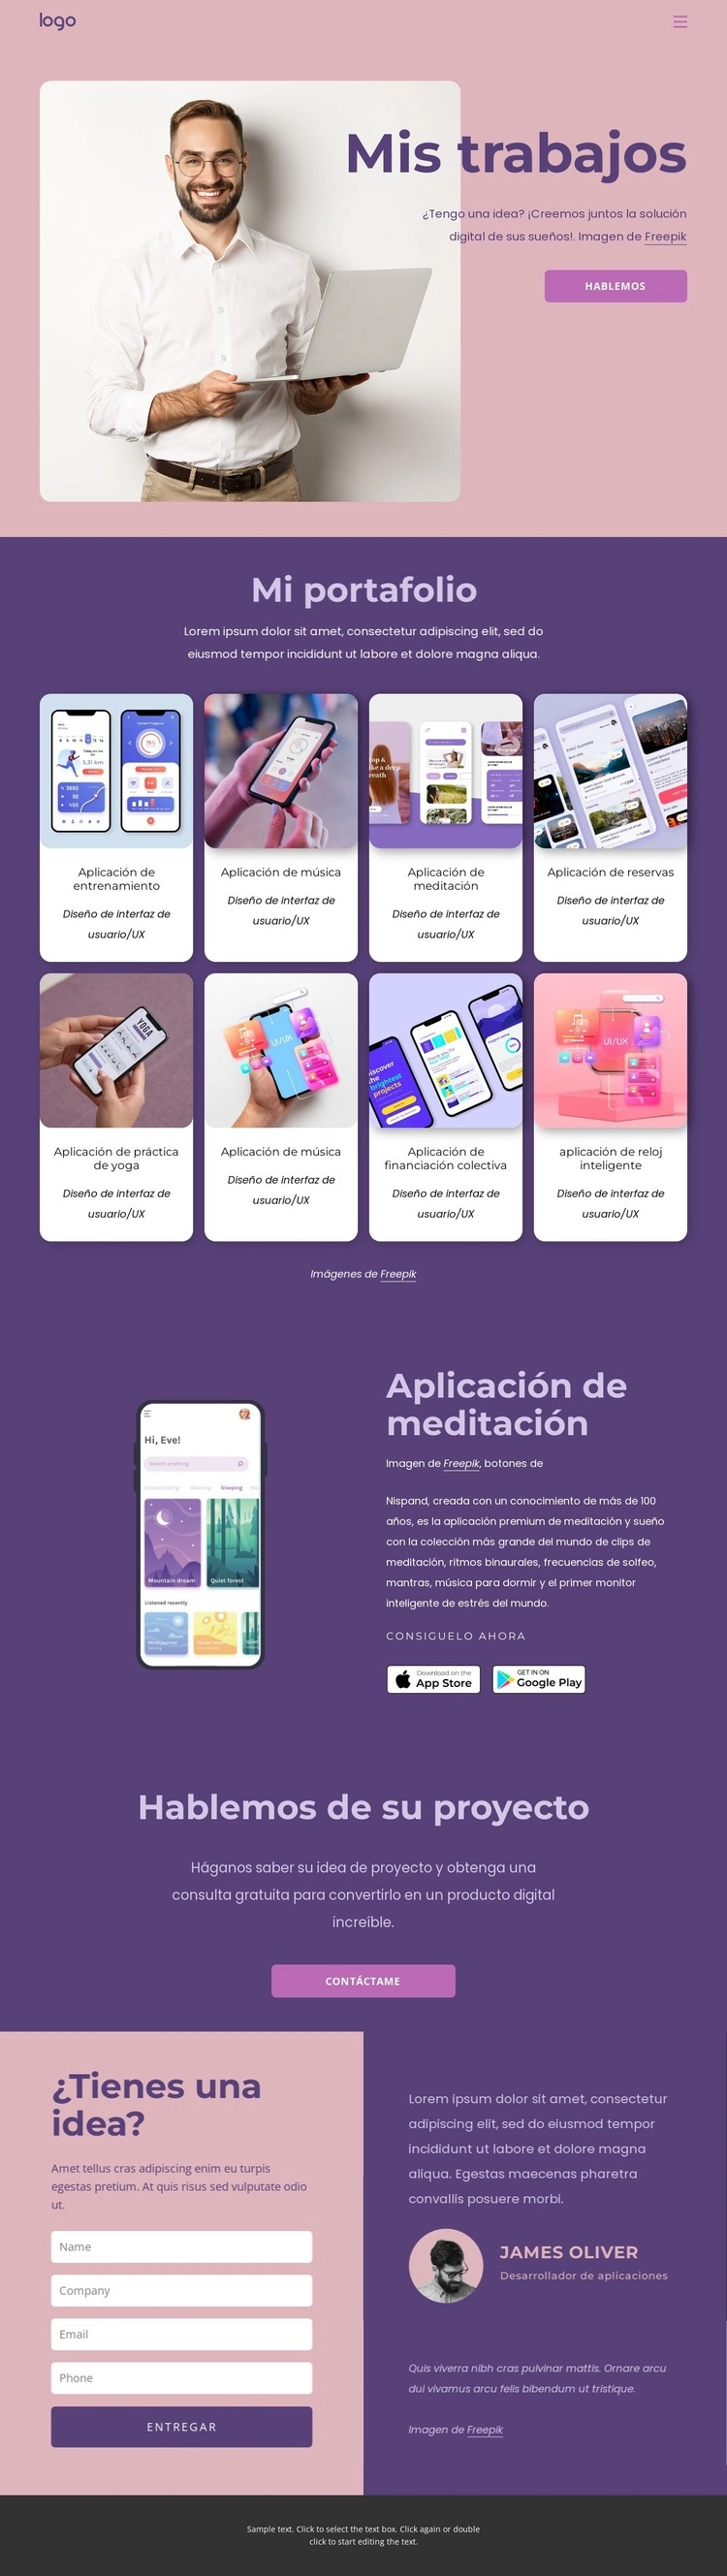 logo
Mis trabajos
¿Tengo una idea? ¡Creemos juntos la solución
digital de sus sueños!. Imagen de Freepik
HABLEMOS
Mi portafolio
Lorem ipsum dolor sit amet, consectetur adipiscing elit, sed do
eiusmod tempor incididunt ut labore et dolore magna aliqua.
Aplicación de
entrenamiento
Diseño de interfaz de
usuario/UX
Aplicación de música
Diseño de interfaz de
usuario/UX
Aplicación de
meditación
Diseño de interfaz de
usuario/UX
Aplicación de reservas
Diseño de interfaz de
usuario/UX
YOGA
UI/UX
Discover
the
brightest
projects
UI/UX
Aplicación de práctica
de yoga
Diseño de interfaz de
usuario/UX
Aplicación de música
Diseño de interfaz de
usuario/UX
Aplicación de
financiación colectiva
Diseño de interfaz de
usuario/UX
aplicación de reloj
inteligente
Diseño de interfaz de
usuario/UX
Imágenes de Freepik
Hi, Eve!
Search anything
Sleeping
Mountain dream
Quiet forest
Listened recently
Aplicación de
meditación
Imagen de Freepik, botones de
Nispand, creada con un conocimiento de más de 100
años, es la aplicación premium de meditación y sueño
con la colección más grande del mundo de clips de
meditación, ritmos binaurales, frecuencias de solfeo,
mantras, música para dormir y el primer monitor
inteligente de estrés del mundo.
CONSIGUELO AHORA
Download on the
App Store
GET IN ON
Google Play
Hablemos de su proyecto
Háganos saber su idea de proyecto y obtenga una
consulta gratuita para convertirlo en un producto digital
increíble.
CONTÁCTAME
¿Tienes una
idea?
Amet tellus cras adipiscing enim eu turpis
egestas pretium. At quis risus sed vulputate odio
ut.
Name
Company
Email
Phone
ENTREGAR
Lorem ipsum dolor sit amet, consectetur
adipiscing elit, sed do eiusmod tempor
incididunt ut labore et dolore magna
aliqua. Egestas maecenas pharetra
convallis posuere morbi.
JAMES OLIVER
Desarrollador de aplicaciones
Quis viverra nibh cras pulvinar mattis. Ornare arcu
dui vivamus arcu felis bibendum ut tristique.
Imagen de Freepik
Sample text. Click to select the text box. Click again or double
click to start editing the text.